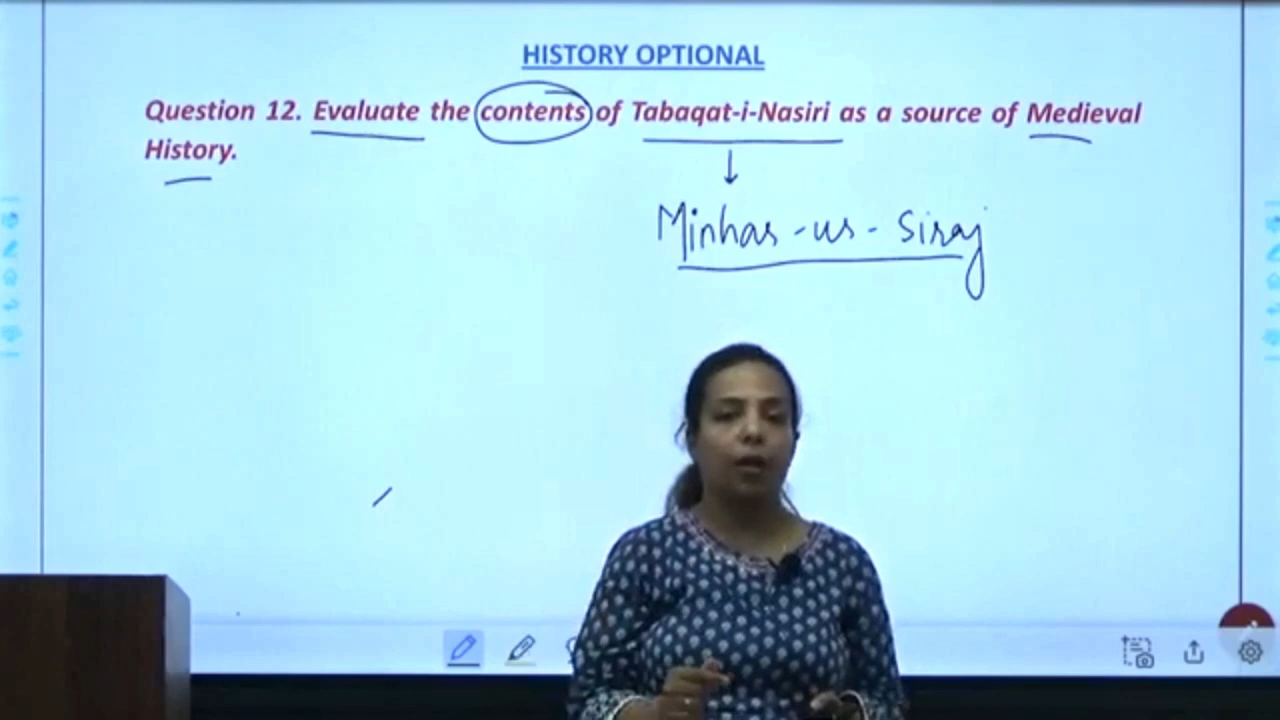 HISTORY OPTIONAL
Question 12. Evaluate the contents of Tabaqat-i-Nasiri as a source of Medieval
History.
Minhas-us-Siraj